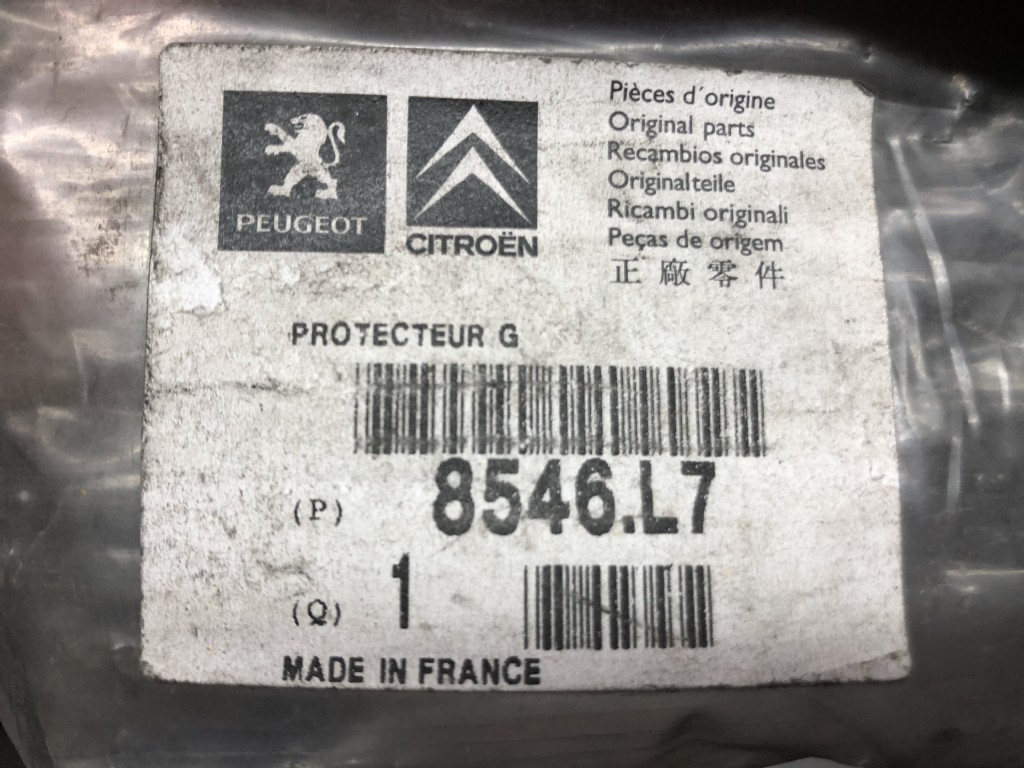 PEUGEOT
CITROËN
Pièces d'origine
Original parts
Recambios originales
Originalteile
Ricambi originali
Peças de origem
正廠零件
PROTECTEUR G
(P) 8546.L7
(Q) 1
MADE IN FRANCE